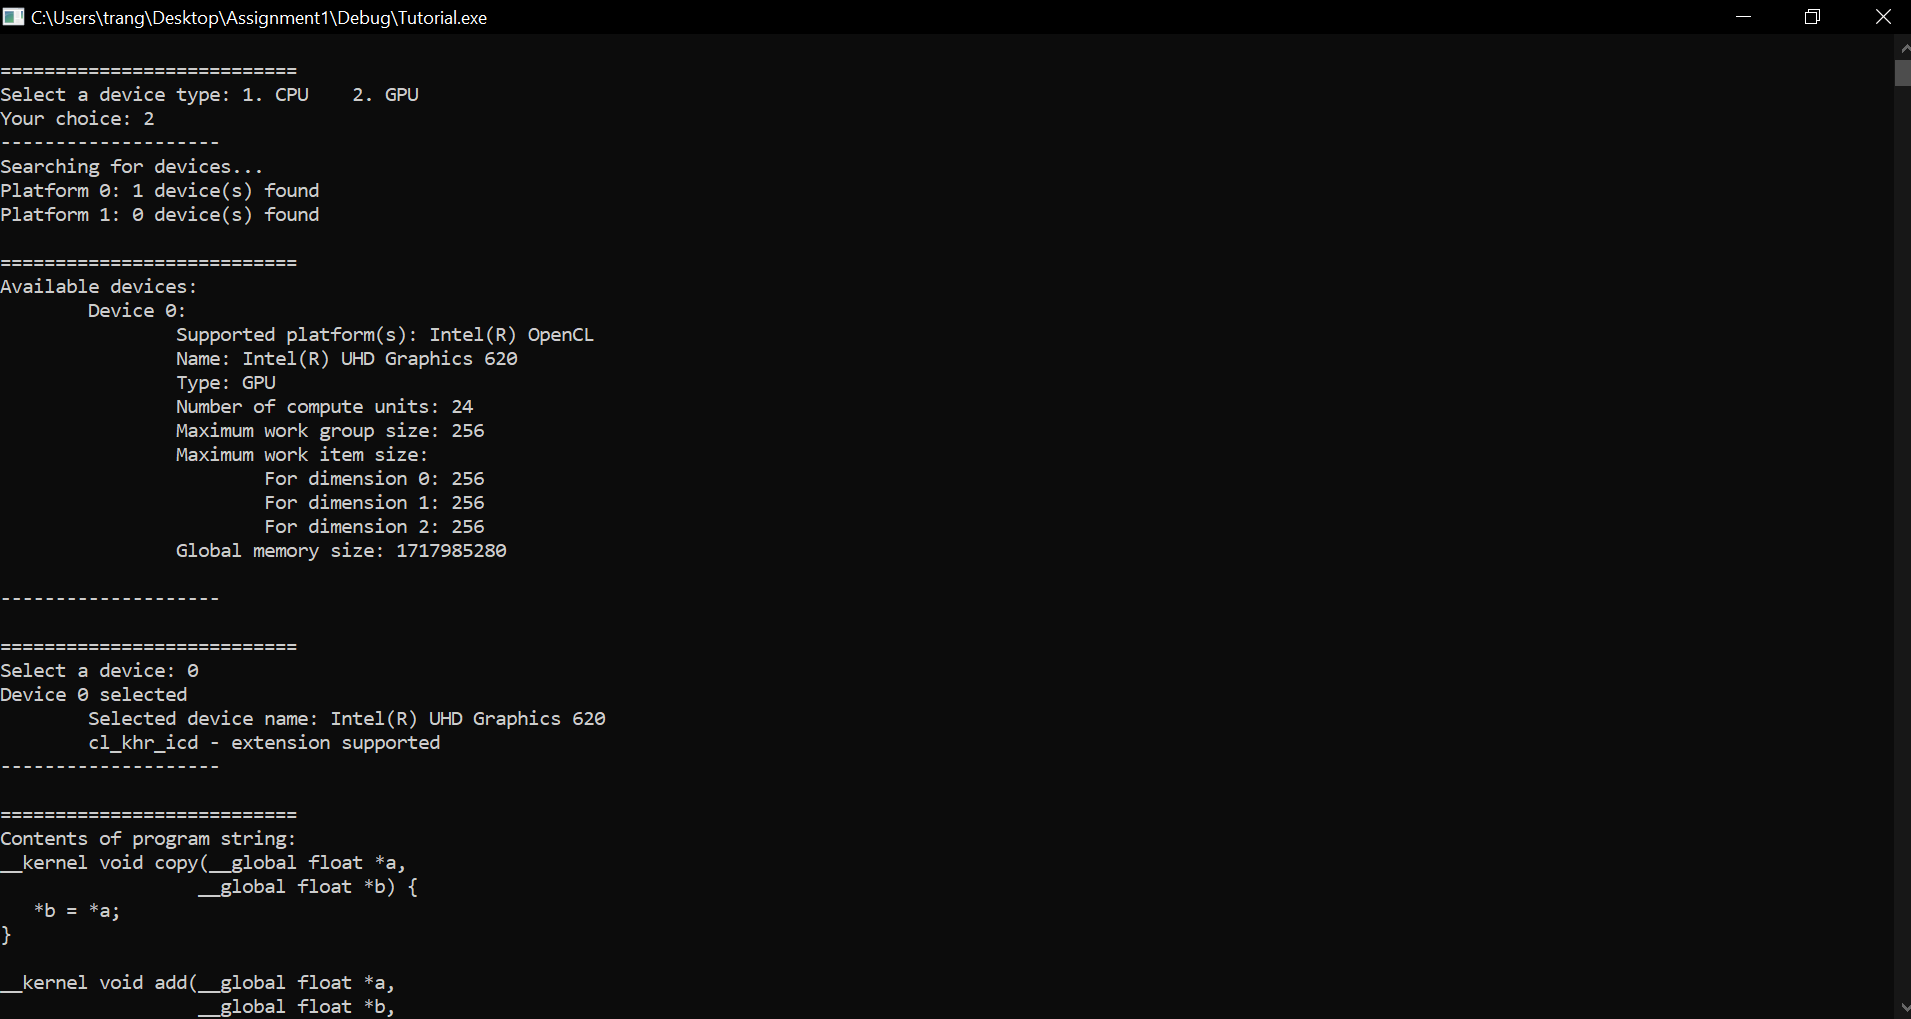 C:\Users\trang\Desktop\Assignment1\Debug\Tutorial.exe
===========================
Select a device type: 1. CPU    2. GPU
Your choice: 2
--------------------
Searching for devices...
Platform 0: 1 device(s) found
Platform 1: 0 device(s) found
===========================
Available devices:
        Device 0:
                Supported platform(s): Intel(R) OpenCL
                Name: Intel(R) UHD Graphics 620
                Type: GPU
                Number of compute units: 24
                Maximum work group size: 256
                Maximum work item size:
                        For dimension 0: 256
                        For dimension 1: 256
                        For dimension 2: 256
                Global memory size: 1717985280
--------------------
===========================
Select a device: 0
Device 0 selected
        Selected device name: Intel(R) UHD Graphics 620
        cl_khr_icd - extension supported
--------------------
===========================
Contents of program string:
__kernel void copy(__global float *a,
                  __global float *b) {
   *b = *a;
}
__kernel void add(__global float *a,
                  __global float *b,